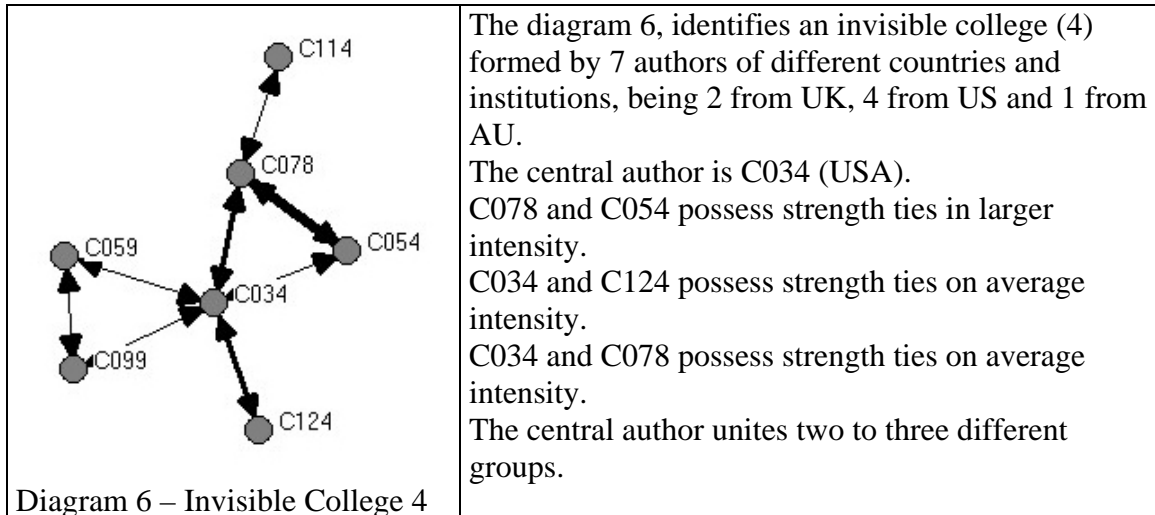 C114
C078
C059
C054
C034
C099
C124
Diagram 6 – Invisible College 4
The diagram 6, identifies an invisible college (4)
formed by 7 authors of different countries and
institutions, being 2 from UK, 4 from US and 1 from
AU.
The central author is C034 (USA).
C078 and C054 possess strength ties in larger
intensity.
C034 and C124 possess strength ties on average
intensity.
C034 and C078 possess strength ties on average
intensity.
The central author unites two to three different
groups.